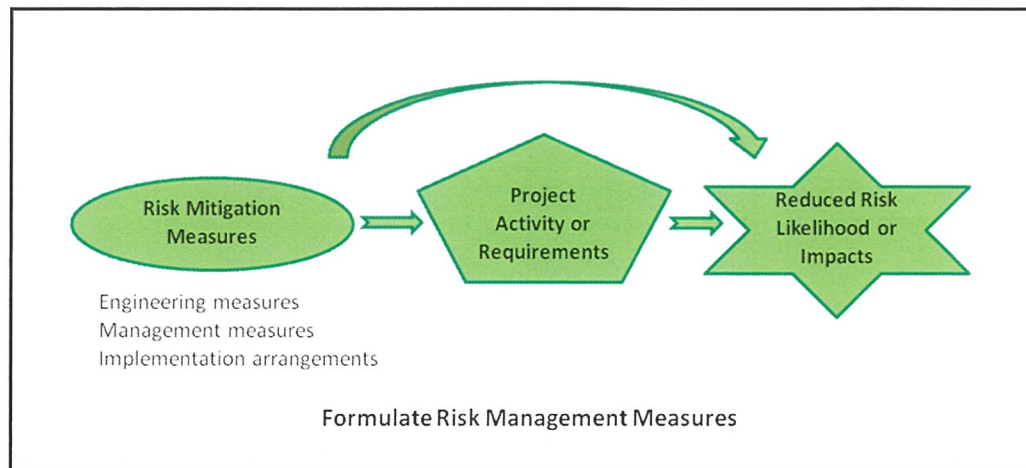 Risk Mitigation
Measures
Project
Activity or
Requirements
Reduced Risk
Likelihood or
Impacts
Engineering measures
Management measures
Implementation arrangements
Formulate Risk Management Measures